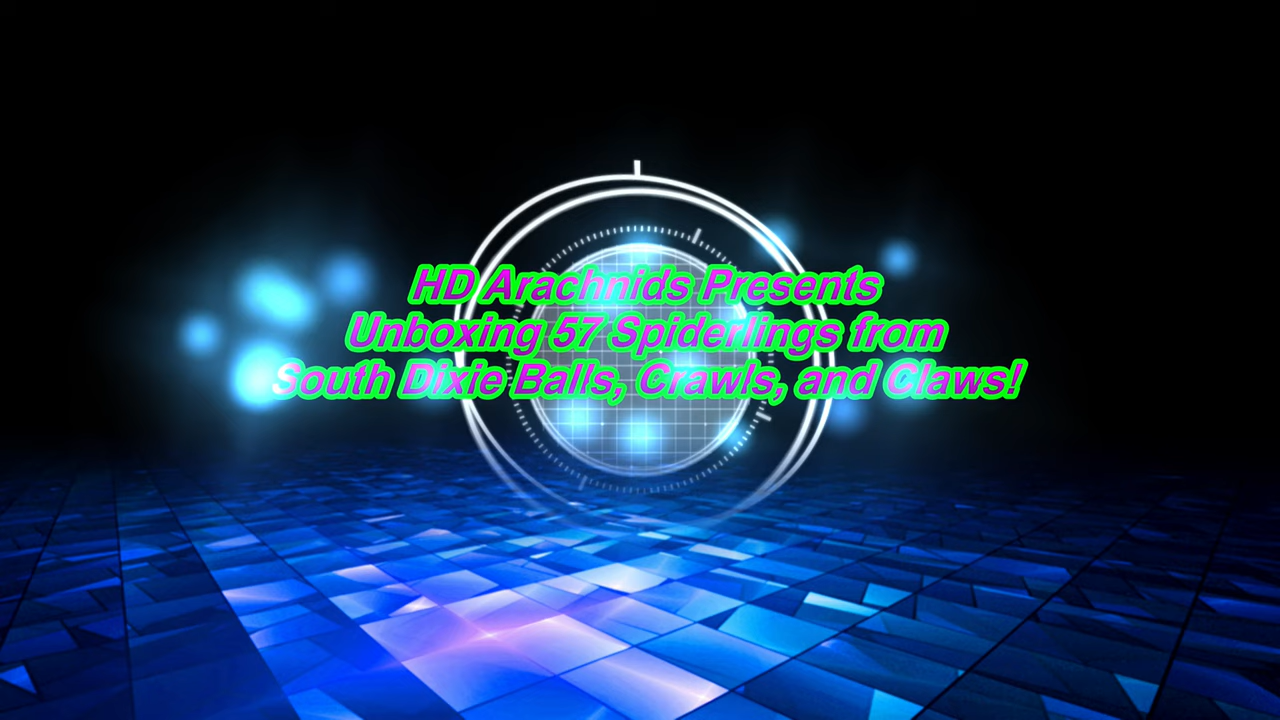 HD Arachnids Presents
Unboxing 57 Spiderlings from
South Dixie Balls, Crawls, and Claws!